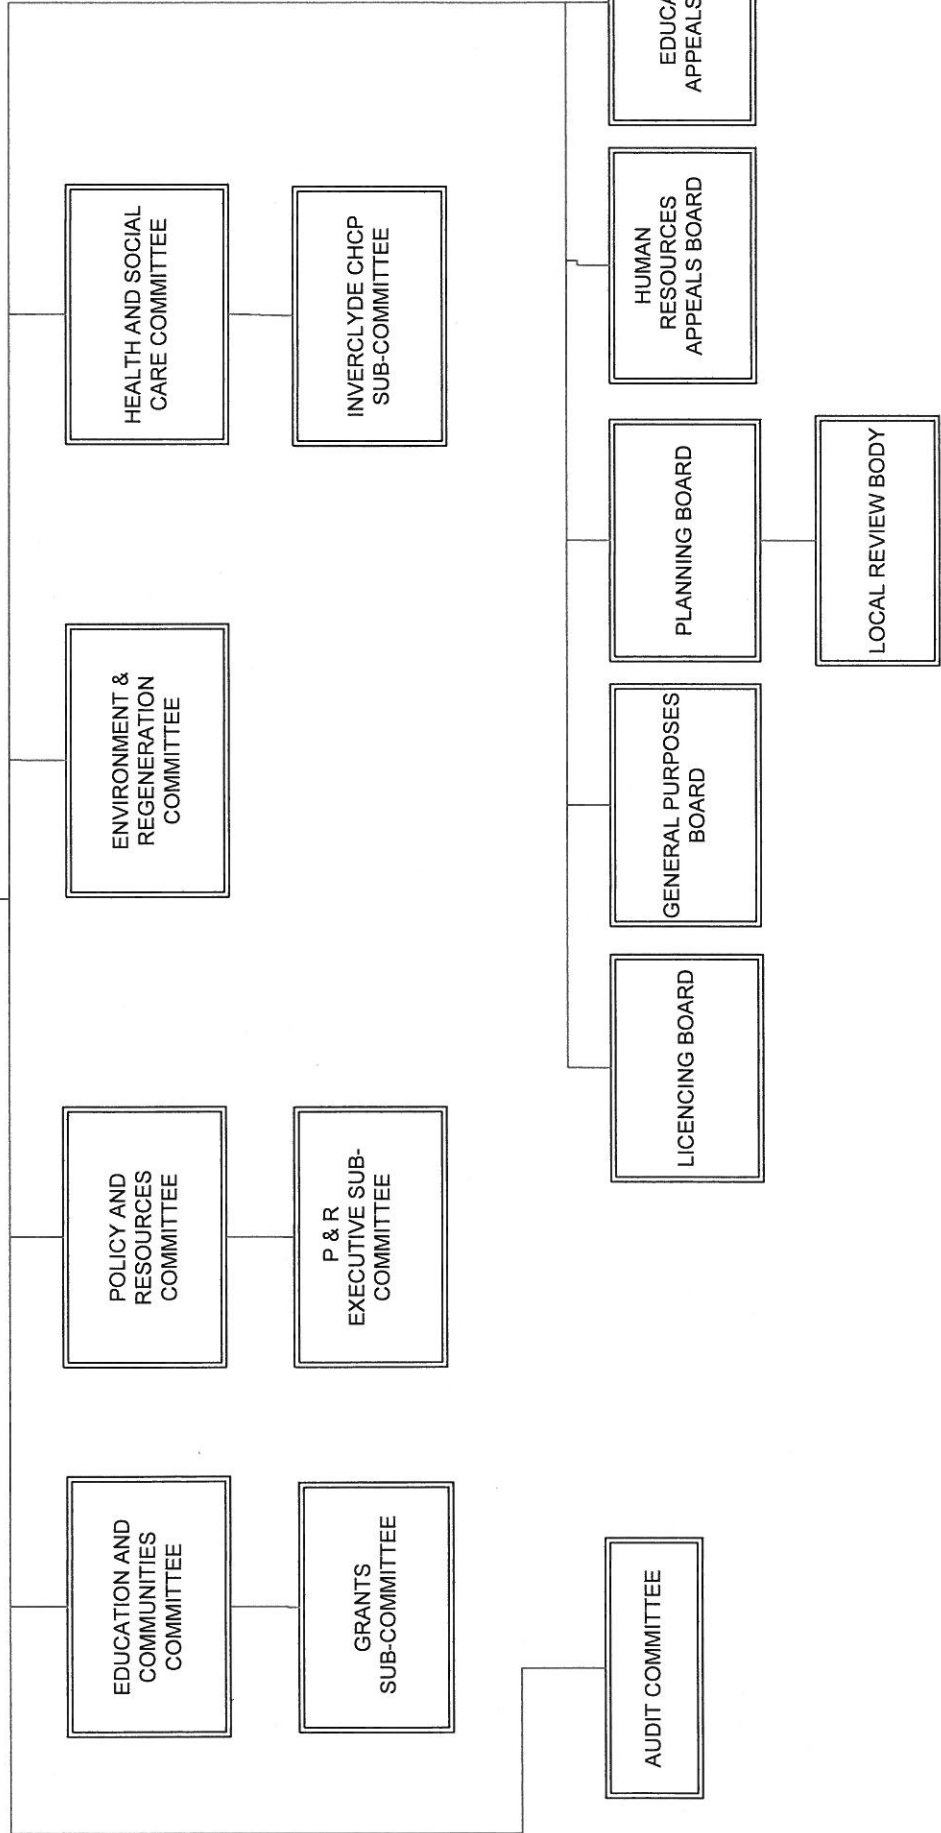 EDUCATION AND
COMMUNITIES
COMMITTEE
POLICY AND
RESOURCES
COMMITTEE
ENVIRONMENT &
REGENERATION
COMMITTEE
HEALTH AND SOCIAL
CARE COMMITTEE
GRANTS
SUB-COMMITTEE
P & R
EXECUTIVE SUB-
COMMITTEE
INVERCLYDE CHCP
SUB-COMMITTEE
AUDIT COMMITTEE
LICENCING BOARD
GENERAL PURPOSES
BOARD
PLANNING BOARD
HUMAN
RESOURCES
APPEALS BOARD
EDUCA
APPEALS
LOCAL REVIEW BODY